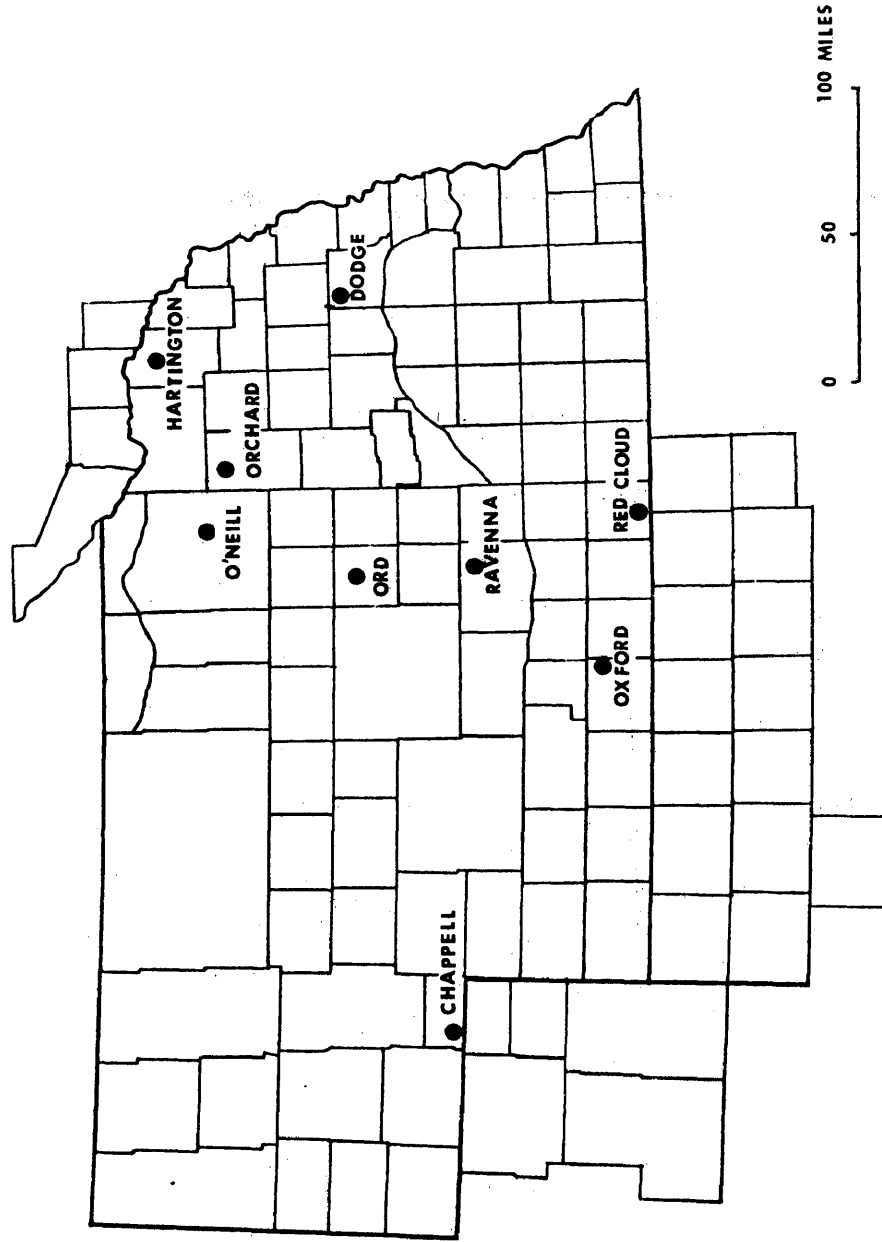 HARTINGTON
O'NEILL
ORCHARD
DODGE
ORD
CHAPPELL
RAVENNA
OXFORD
RED CLOUD
0 50 100 MILES